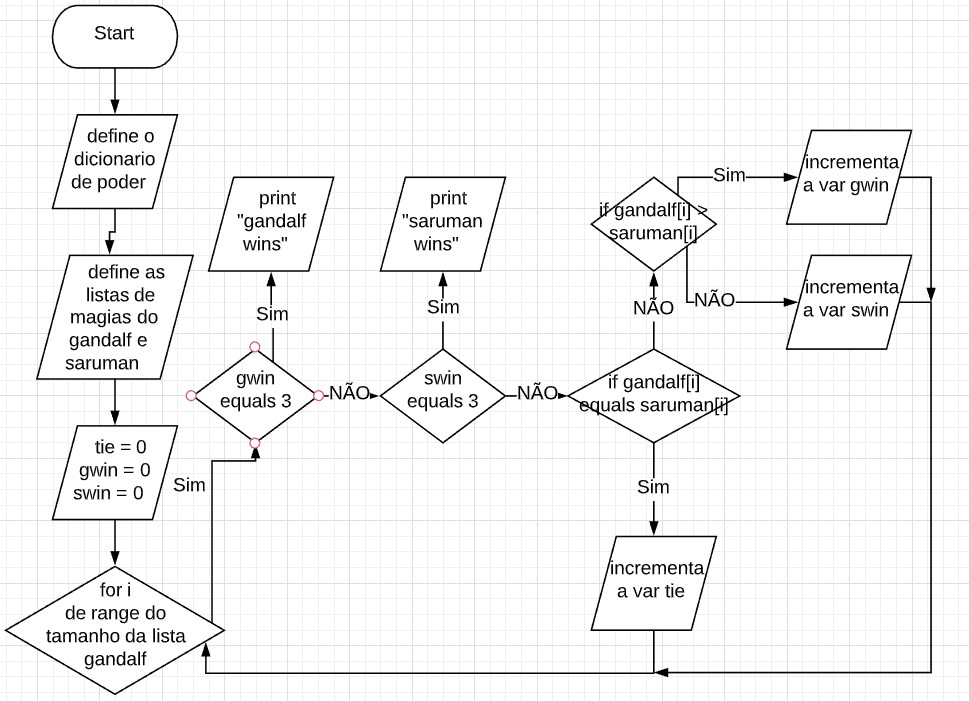 Start
define o
dicionario
de poder
define as
listas de
magias do
gandalf e
saruman
tie = 0
gwin = 0
swin = 0
for i
de range do
tamanho da lista
gandalf
Sim
gwin
equals 3
Sim
print
"gandalf
wins"
NÃO
swin
equals 3
Sim
print
"saruman
wins"
NÃO
if gandalf[i]
equals saruman[i]
NÃO
if gandalf[i] >
saruman[i]
Sim
incrementa
a var gwin
NÃO
incrementa
a var swin
Sim
incrementa
a var tie